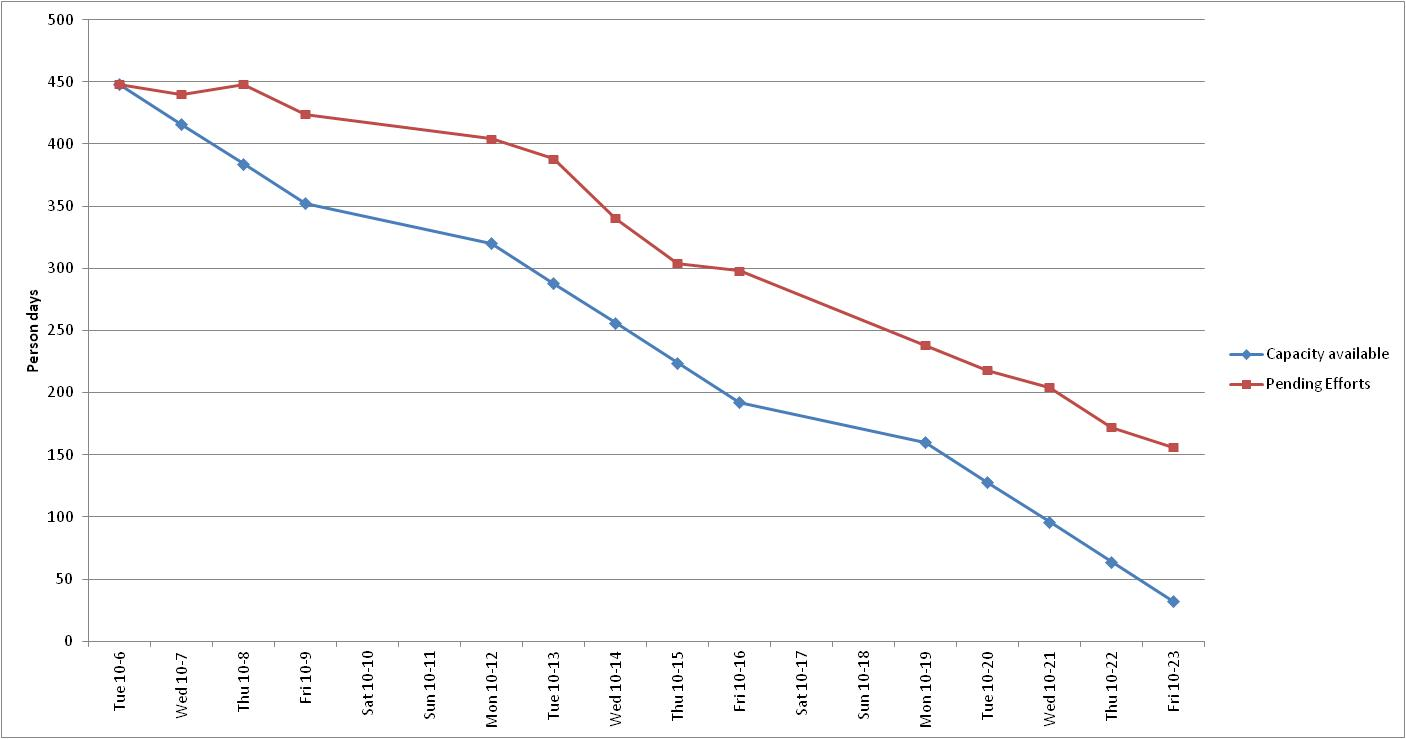 500
450
400
350
300
250
200
150
100
50
0
Person days
Tue 10-6
Wed 10-7
Thu 10-8
Fri 10-9
Sat 10-10
Sun 10-11
Mon 10-12
Tue 10-13
Wed 10-14
Thu 10-15
Fri 10-16
Sat 10-17
Sun 10-18
Mon 10-19
Tue 10-20
Wed 10-21
Thu 10-22
Fri 10-23
Capacity available
Pending Efforts